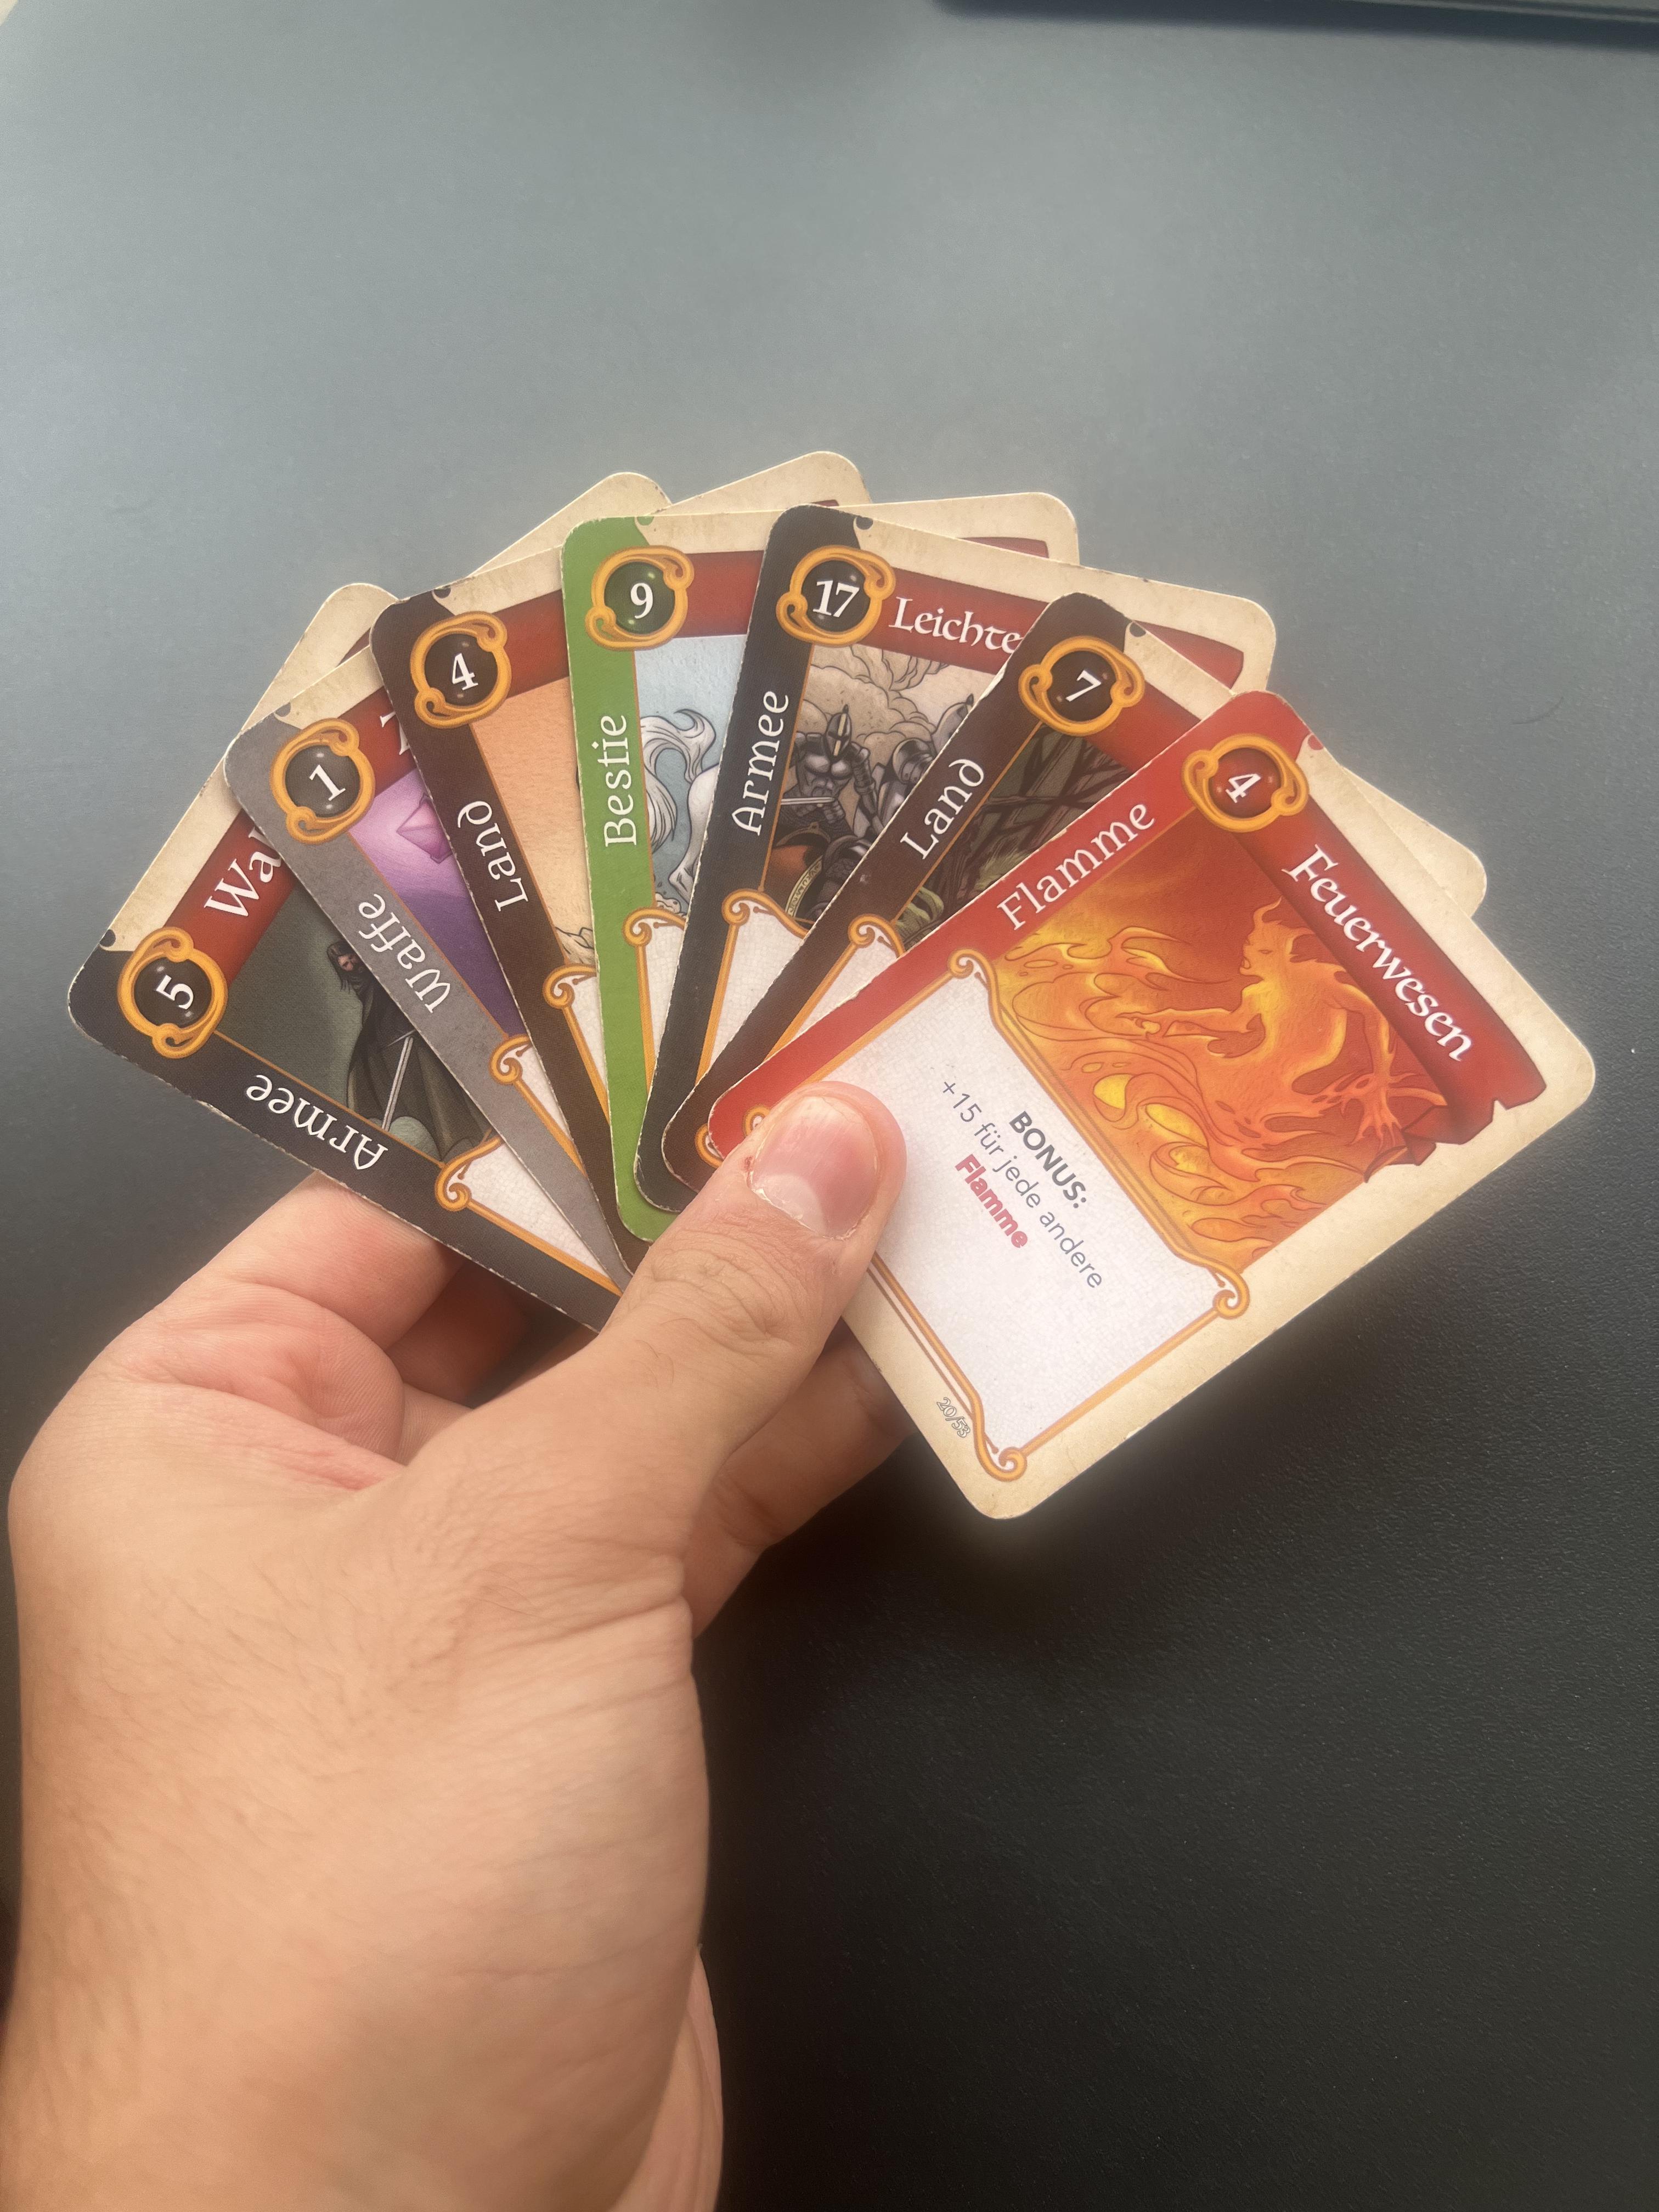 5
Wa
Armee
1
Waffe
4
Land
9
Bestie
17
Leichte
Armee
7
Land
4
Feuerwesen
Flamme
BONUS:
+15 für jede andere
Flamme
20/53